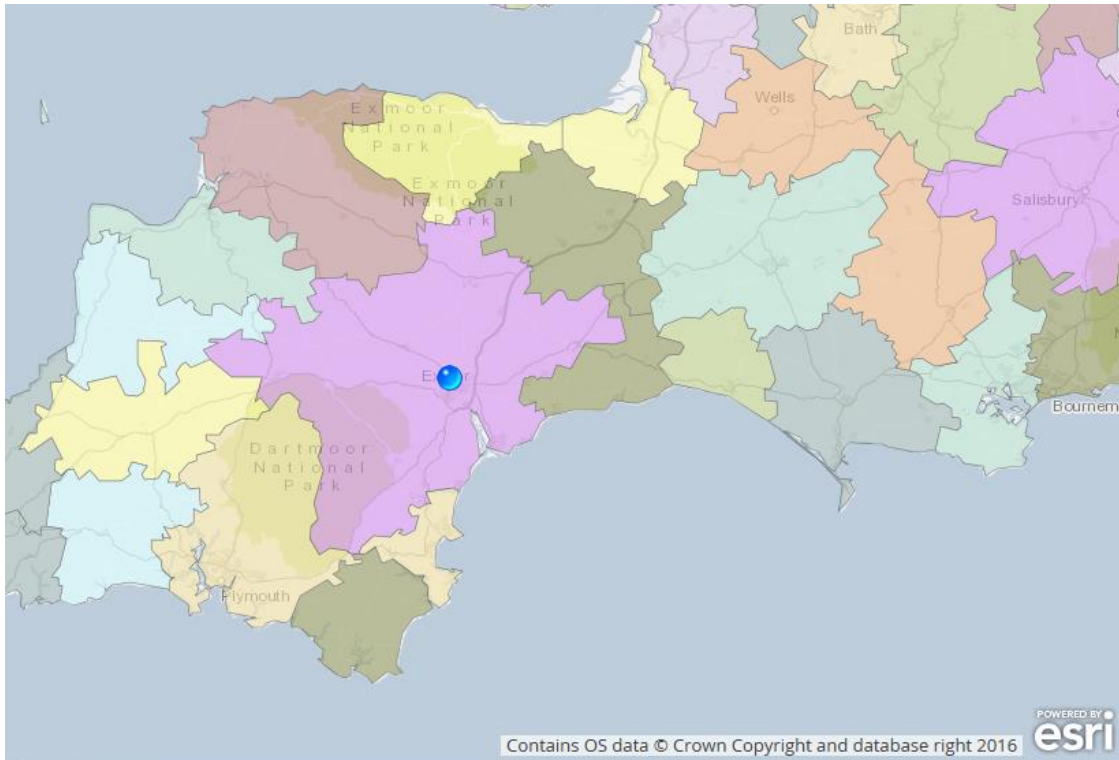 Bath
Wells
Exmoor
National
Park
Exmoor
National
Park
Salisbury
Bournem
Dartmoor
National
Park
Plymouth
Contains OS data © Crown Copyright and database right 2016
POWERED BY
esri